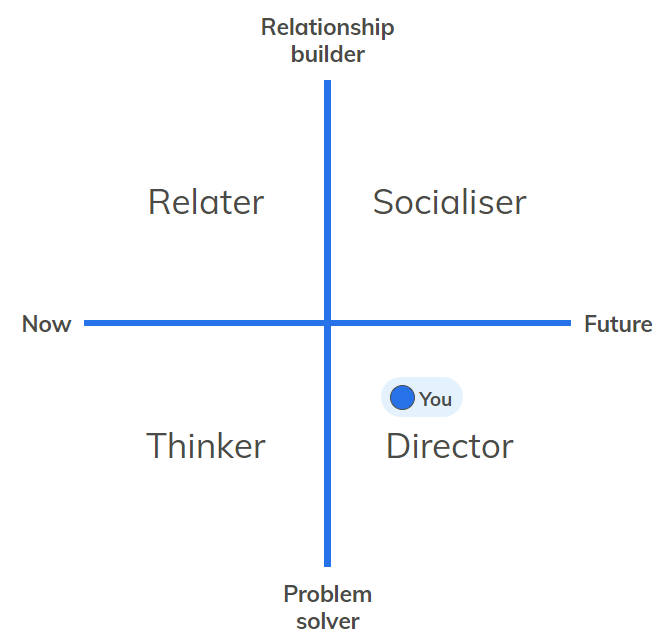 Relationship
builder
Relater
Socialiser
Now
Future
You
Thinker
Director
Problem
solver